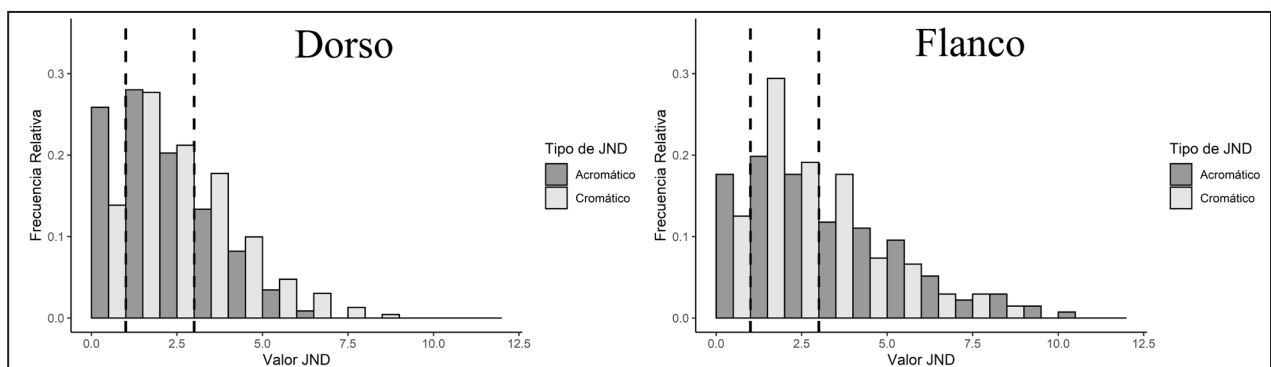 Dorso
Frecuencia Relativa
0.3
0.2
0.1
0.0
0.0
2.5
5.0
7.5
10.0
12.5
Valor JND
Tipo de JND
Acromático
Cromático
Flanco
Frecuencia Relativa
0.3
0.2
0.1
0.0
0.0
2.5
5.0
7.5
10.0
12.5
Valor JND
Tipo de JND
Acromático
Cromático